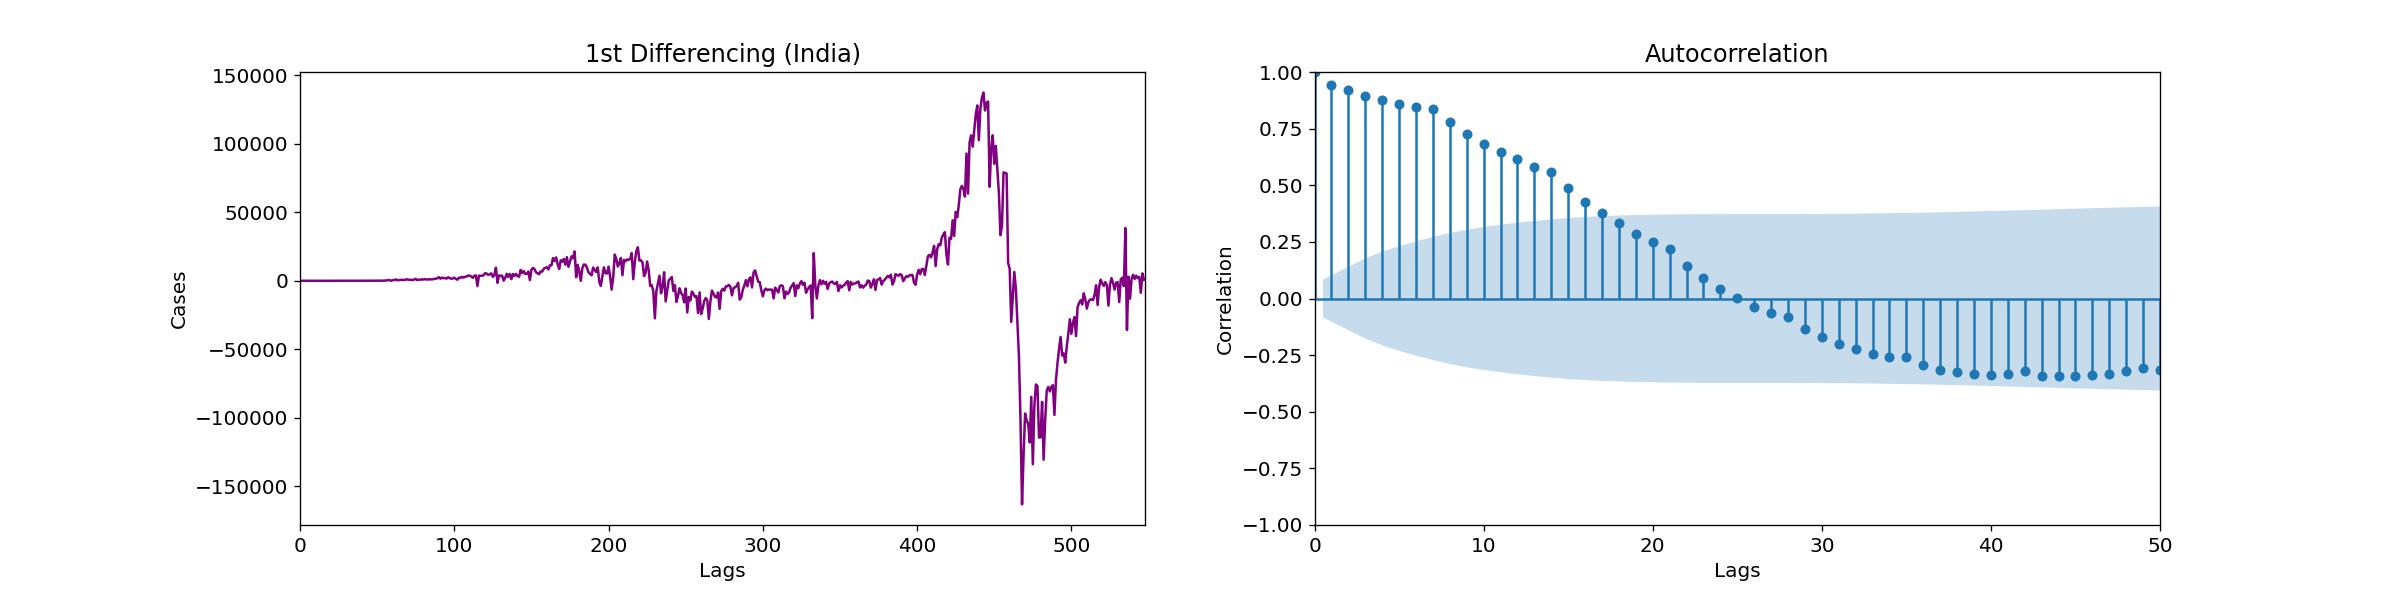 1st Differencing (India)
150000
100000
50000
0
−50000
−100000
−150000
Cases
0 100 200 300 400 500
Lags
Autocorrelation
1.00
0.75
0.50
0.25
0.00
−0.25
−0.50
−0.75
−1.00
Correlation
0 10 20 30 40 50
Lags